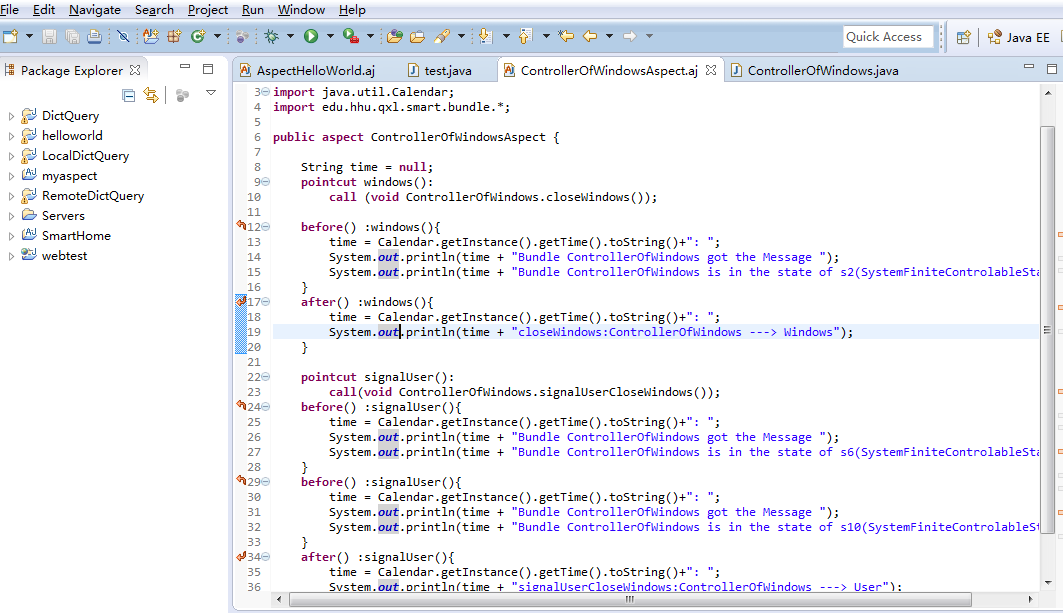 File Edit Navigate Search Project Run Window Help
Quick Access
Java EE
Package Explorer
AspectHelloWorld.aj test.java ControllerOfWindowsAspect.aj ControllerOfWindows.java
DictQuery
helloworld
LocalDictQuery
myaspect
RemoteDictQuery
Servers
SmartHome
webtest
3 import java.util.Calendar;
4 import edu.hhu.qxl.smart.bundle.*;
5
6 public aspect ControllerOfWindowsAspect {
7
8 String time = null;
9 pointcut windows():
10 call (void ControllerOfWindows.closeWindows());
11
12 before() :windows(){
13 time = Calendar.getInstance().getTime().toString()+": ";
14 System.out.println(time + "Bundle ControllerOfWindows got the Message ");
15 System.out.println(time + "Bundle ControllerOfWindows is in the state of s2(SystemFiniteControlableSta
16 }
17 after() :windows(){
18 time = Calendar.getInstance().getTime().toString()+": ";
19 System.out.println(time + "closeWindows:ControllerOfWindows ---> Windows");
20 }
21
22 pointcut signalUser():
23 call(void ControllerOfWindows.signalUserCloseWindows());
24 before() :signalUser(){
25 time = Calendar.getInstance().getTime().toString()+": ";
26 System.out.println(time + "Bundle ControllerOfWindows got the Message ");
27 System.out.println(time + "Bundle ControllerOfWindows is in the state of s6(SystemFiniteControlableSta
28 }
29 before() :signalUser(){
30 time = Calendar.getInstance().getTime().toString()+": ";
31 System.out.println(time + "Bundle ControllerOfWindows got the Message ");
32 System.out.println(time + "Bundle ControllerOfWindows is in the state of s10(SystemFiniteControlableSt
33 }
34 after() :signalUser(){
35 time = Calendar.getInstance().getTime().toString()+": ";
36 System.out.println(time + "signalUserCloseWindows:ControllerOfWindows ---> User");